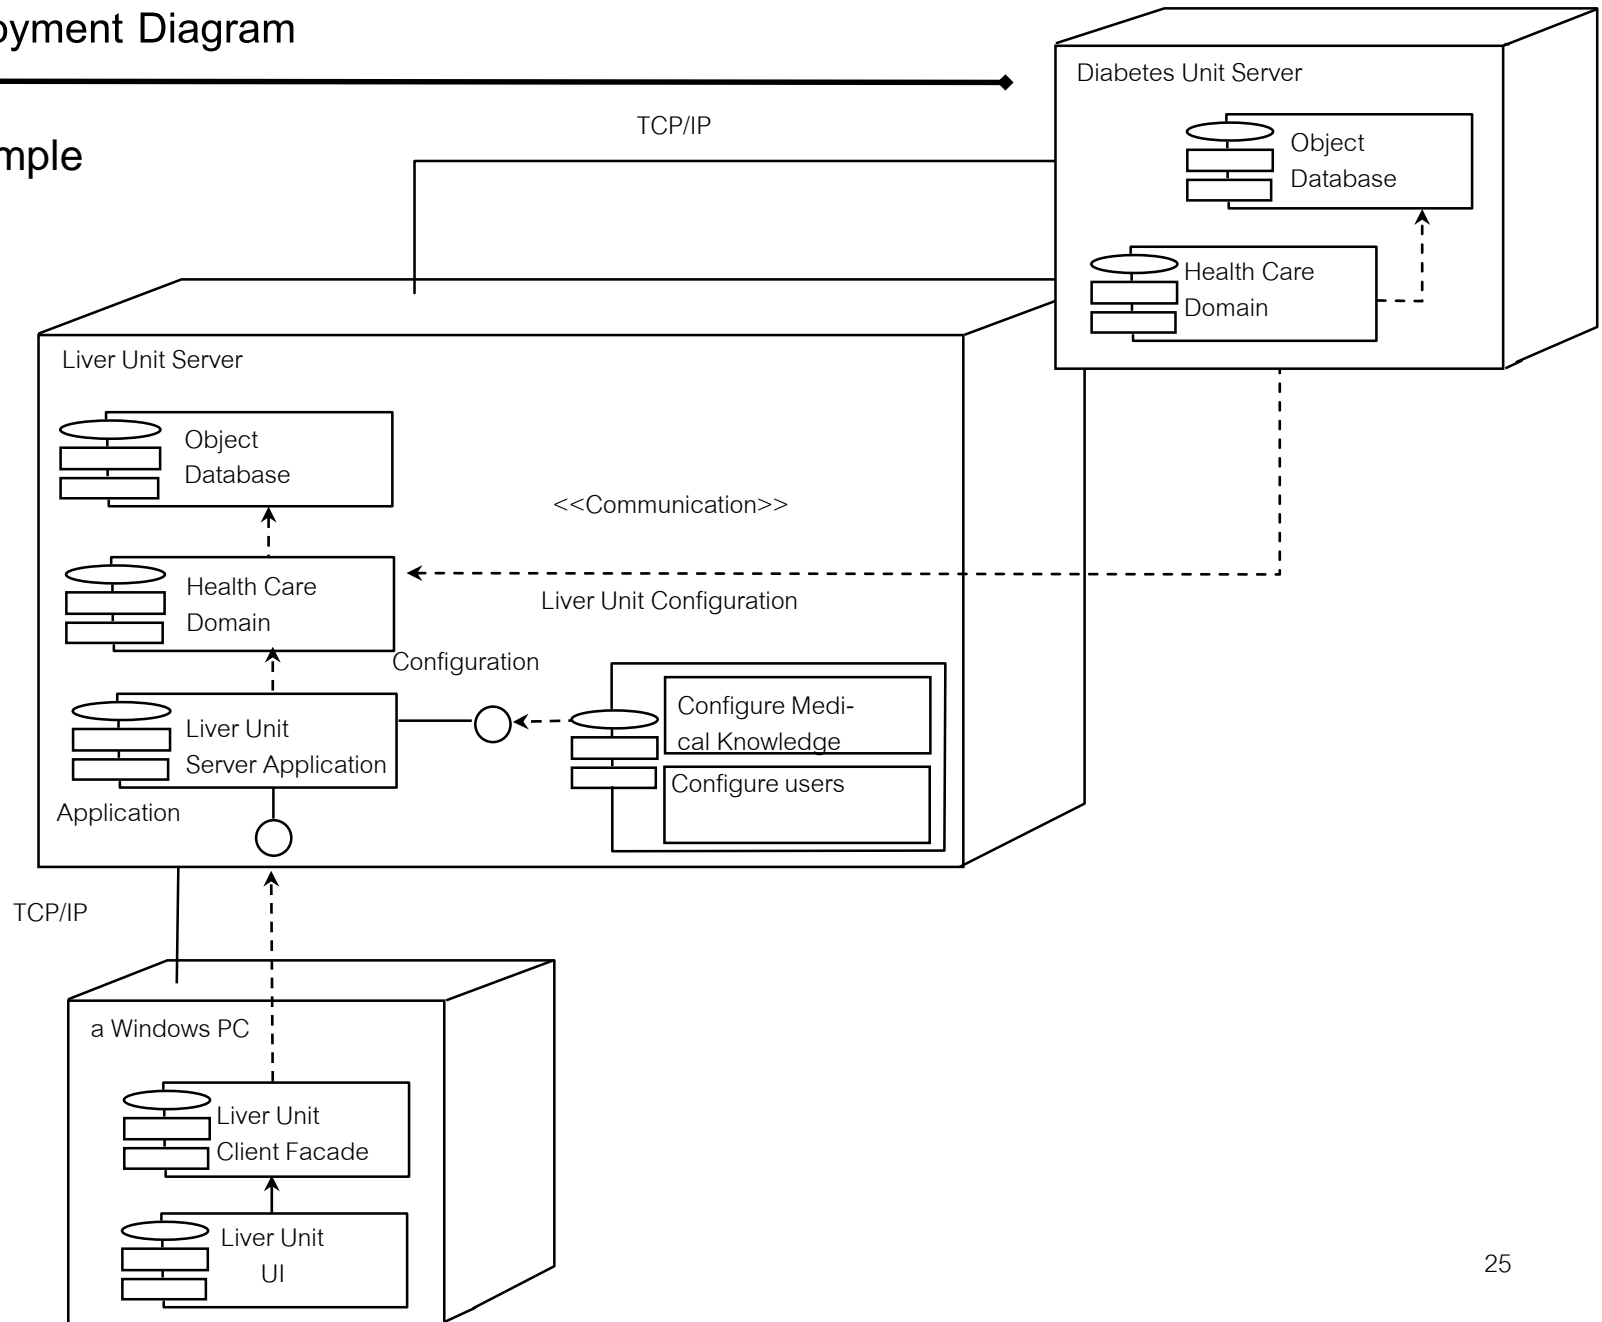 oyment Diagram
mple
TCP/IP
Diabetes Unit Server
Object
Database
Health Care
Domain
Liver Unit Server
Object
Database
<<Communication>>
Health Care
Domain
Liver Unit Configuration
Configuration
Liver Unit
Server Application
Configure Medi-
cal Knowledge
Configure users
Application
TCP/IP
a Windows PC
Liver Unit
Client Facade
Liver Unit
UI
25